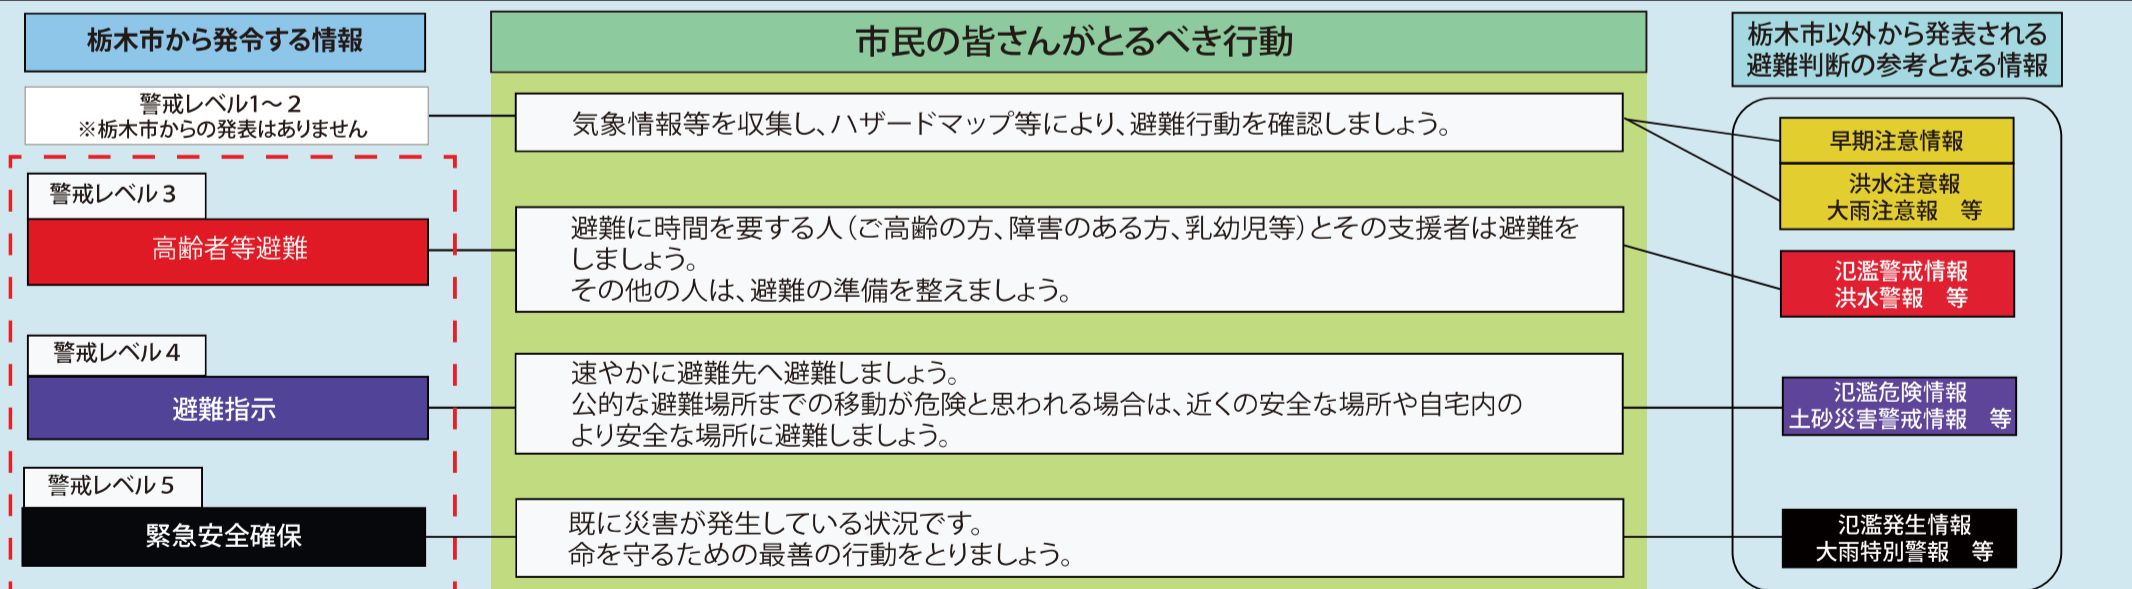 栃木市から発令する情報
市民の皆さんがとるべき行動
栃木市以外から発表される
避難判断の参考となる情報
警戒レベル1～2
※栃木市からの発表はありません
気象情報等を収集し、ハザードマップ等により、避難行動を確認しましょう。
早期注意情報
洪水注意報
大雨注意報　等
警戒レベル3
高齢者等避難
避難に時間を要する人（ご高齢の方、障害のある方、乳幼児等）とその支援者は避難を
しましょう。
その他の人は、避難の準備を整えましょう。
氾濫警戒情報
洪水警報　等
警戒レベル4
避難指示
速やかに避難先へ避難しましょう。
公的な避難場所までの移動が危険と思われる場合は、近くの安全な場所や自宅内の
より安全な場所に避難しましょう。
氾濫危険情報
土砂災害警戒情報　等
警戒レベル5
緊急安全確保
既に災害が発生している状況です。
命を守るための最善の行動をとりましょう。
氾濫発生情報
大雨特別警報　等